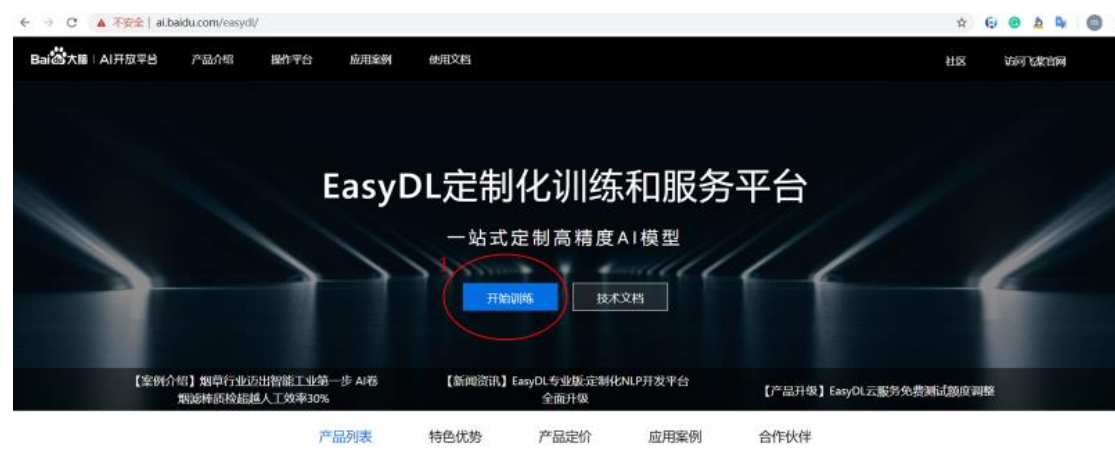 不安全 | ai.baidu.com/easydl/
Bai大脑 | AI开放平台 产品介绍 操作平台 应用案例 使用文档 社区 访问飞桨官网
EasyDL定制化训练和服务平台
一站式定制高精度AI模型
1
开始训练 技术文档
【案例介绍】烟草行业迈出智能工业第一步 AI卷
烟滤棒质检超越人工效率30%
【新闻资讯】EasyDL专业版:定制化NLP开发平台
全面升级
【产品升级】EasyDL云服务免费测试额度调整
产品列表 特色优势 产品定价 应用案例 合作伙伴